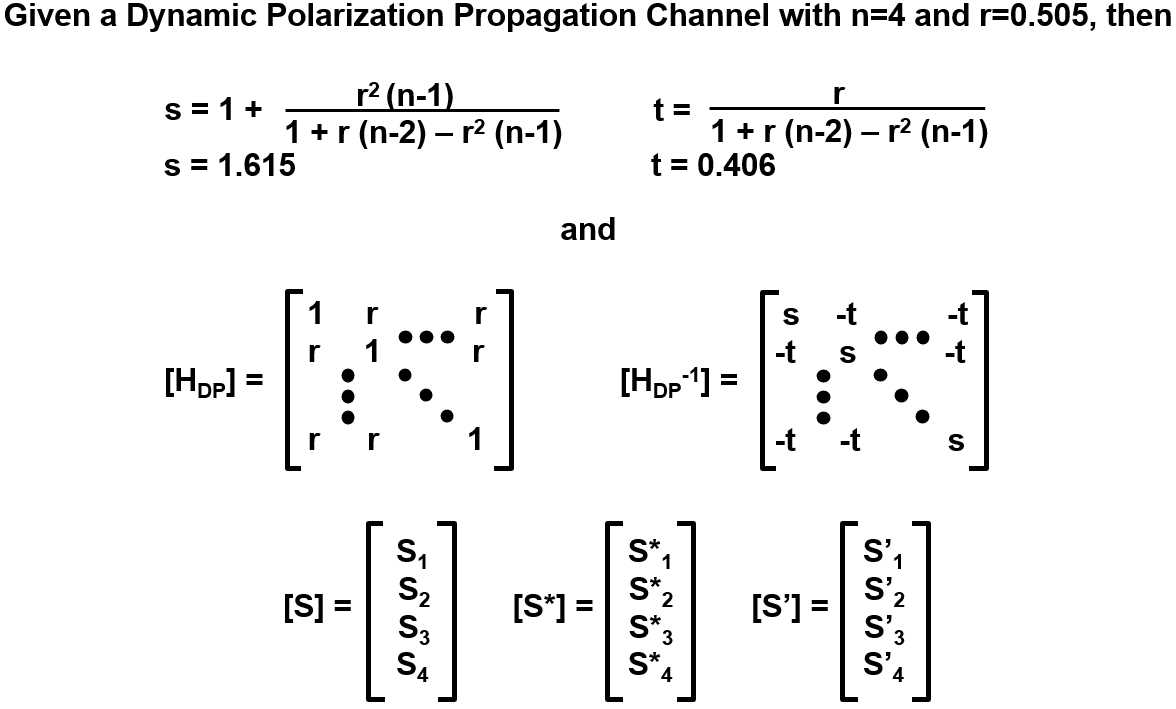 Given a Dynamic Polarization Propagation Channel with n=4 and r=0.505, then
s = 1 + r² (n-1) / 1 + r (n-2) – r² (n-1)
t = r / 1 + r (n-2) – r² (n-1)
s = 1.615
t = 0.406
and
[H_DP] =
1 r ••• r
r 1 r
r r 1
[H_DP⁻¹] =
s -t ••• -t
-t s -t
-t -t s
[S] =
S₁
S₂
S₃
S₄
[S*] =
S*₁
S*₂
S*₃
S*₄
[S’] =
S’₁
S’₂
S’₃
S’₄